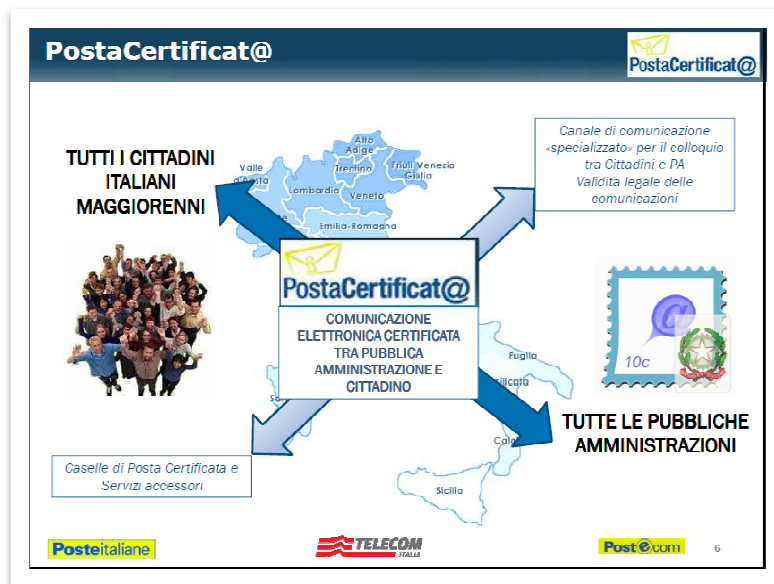 PostaCertificat@
PostaCertificat@
TUTTI I CITTADINI
ITALIANI
MAGGIORENNI
Canale di comunicazione
«specializzato» per il colloquio
tra Cittadini e PA
Validità legale delle
comunicazioni
Alto
Adige
Valle
Trentino
Friuli Venezia
Giulia
Lombardia
Veneto
Emilia-Romagna
PostaCertificat@
COMUNICAZIONE
ELETTRONICA CERTIFICATA
TRA PUBBLICA
AMMINISTRAZIONE E
CITTADINO
@
10c
Puglia
TUTTE LE PUBBLICHE
AMMINISTRAZIONI
Caselle di Posta Certificata e
Servizi accessori
Sicilia
Posteitaliane
TELECOM
ITALIA
Post@com
6